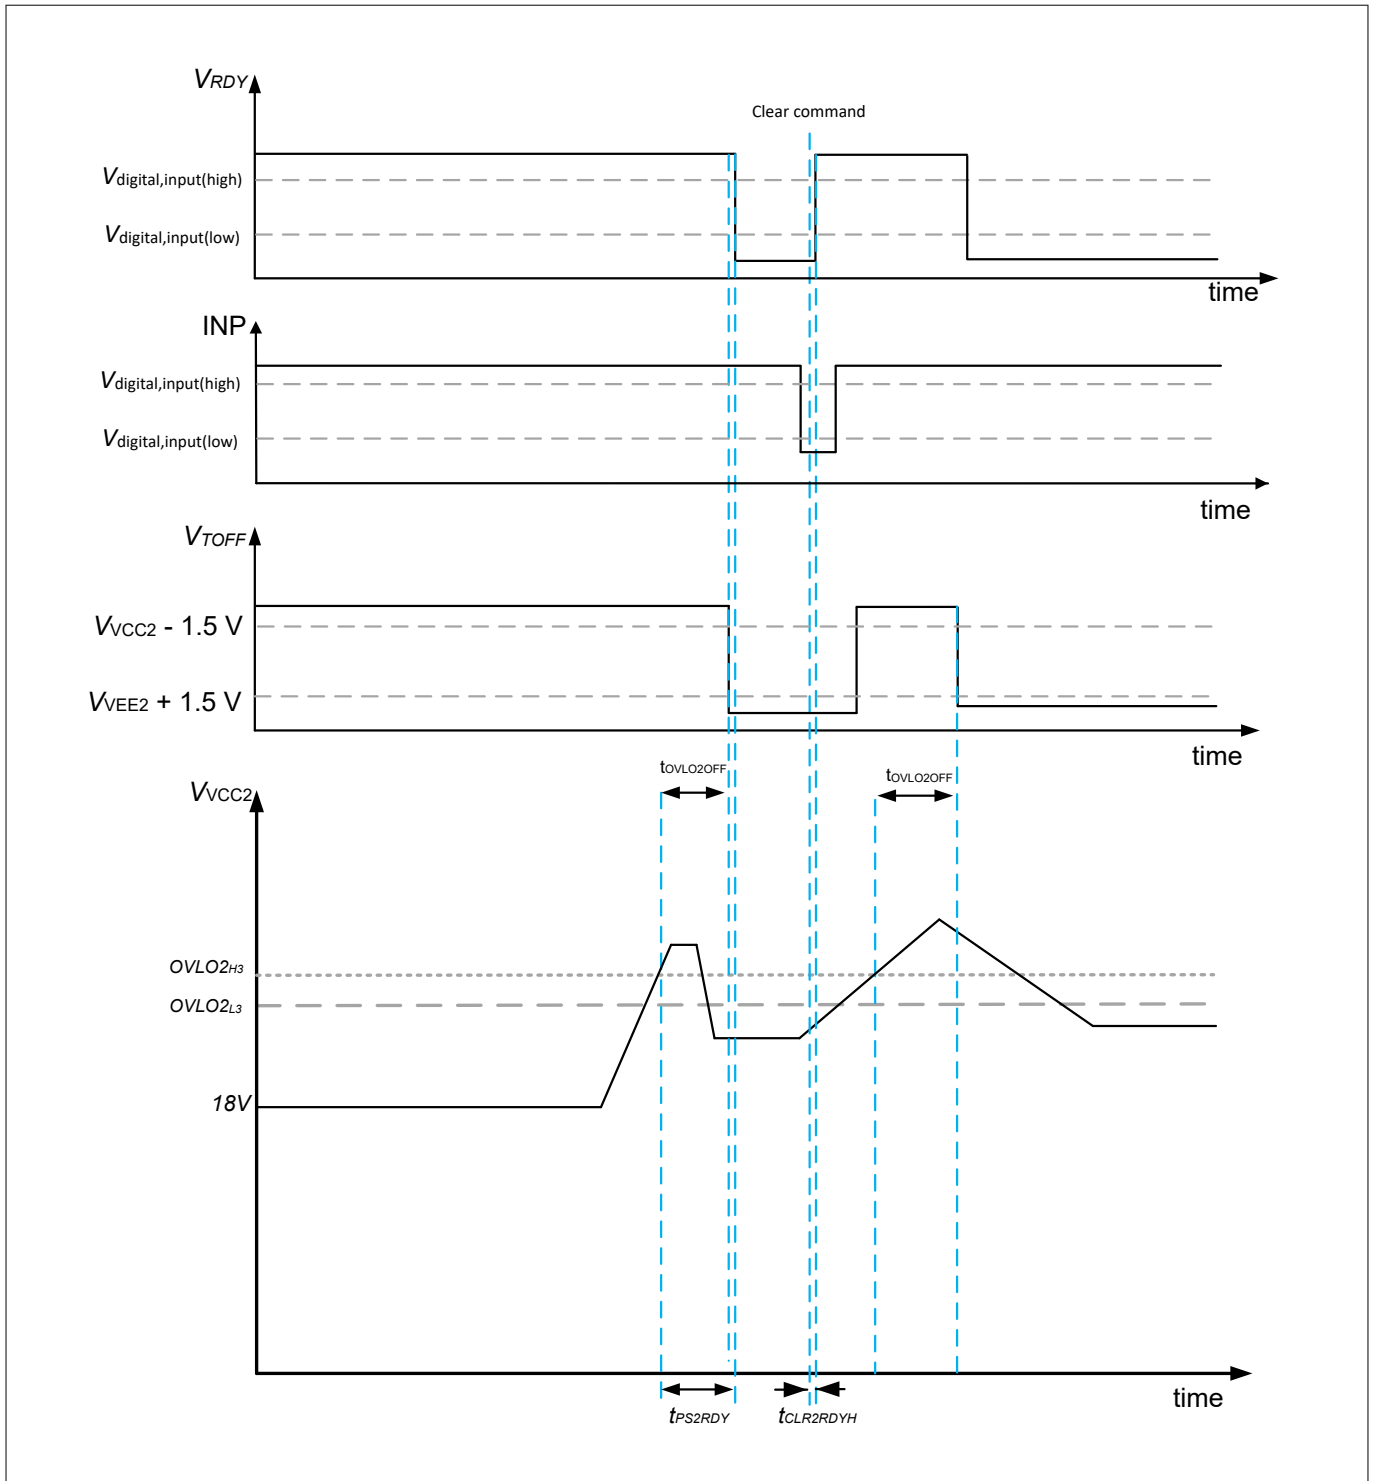 VRDY
Clear command
Vdigital,input(high)
Vdigital,input(low)
time
INP
Vdigital,input(high)
Vdigital,input(low)
time
VTOFF
VVCC2 - 1.5 V
VVEE2 + 1.5 V
time
tOVLO2OFF
tOVLO2OFF
VVCC2
OVLO2H3
OVLO2L3
18V
time
tPS2RDY
tCLR2RDYH